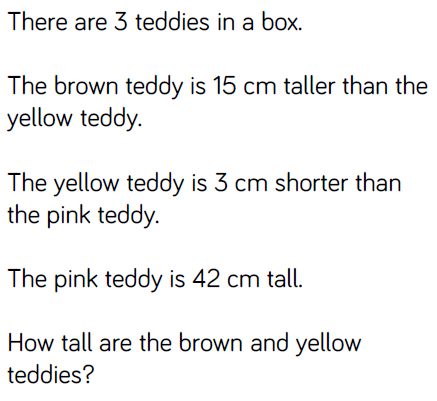 There are 3 teddies in a box.
The brown teddy is 15 cm taller than the
yellow teddy.
The yellow teddy is 3 cm shorter than
the pink teddy.
The pink teddy is 42 cm tall.
How tall are the brown and yellow
teddies?